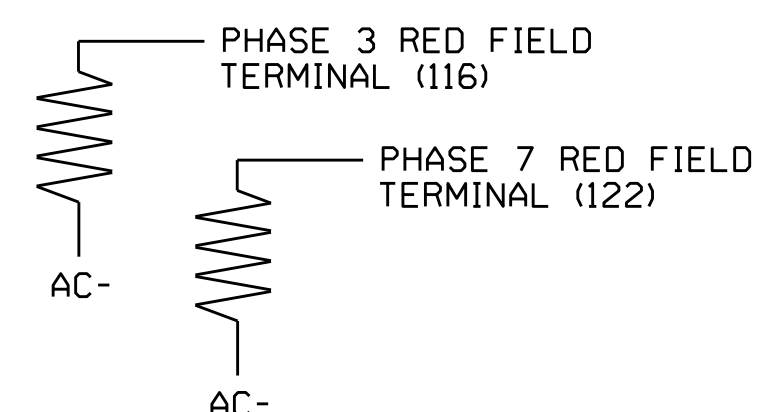 PHASE 3 RED FIELD
TERMINAL (116)
PHASE 7 RED FIELD
TERMINAL (122)
AC-
AC-